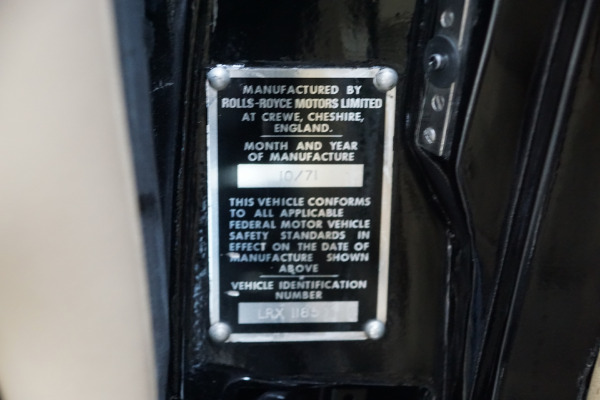 MANUFACTURED BY
ROLLS-ROYCE MOTORS LIMITED
AT CREWE, CHESHIRE,
ENGLAND.
MONTH AND YEAR
OF MANUFACTURE
10/71
THIS VEHICLE CONFORMS
TO ALL APPLICABLE
FEDERAL MOTOR VEHICLE
SAFETY STANDARDS IN
EFFECT ON THE DATE OF
MANUFACTURE SHOWN
ABOVE
VEHICLE IDENTIFICATION
NUMBER
LRX 1185